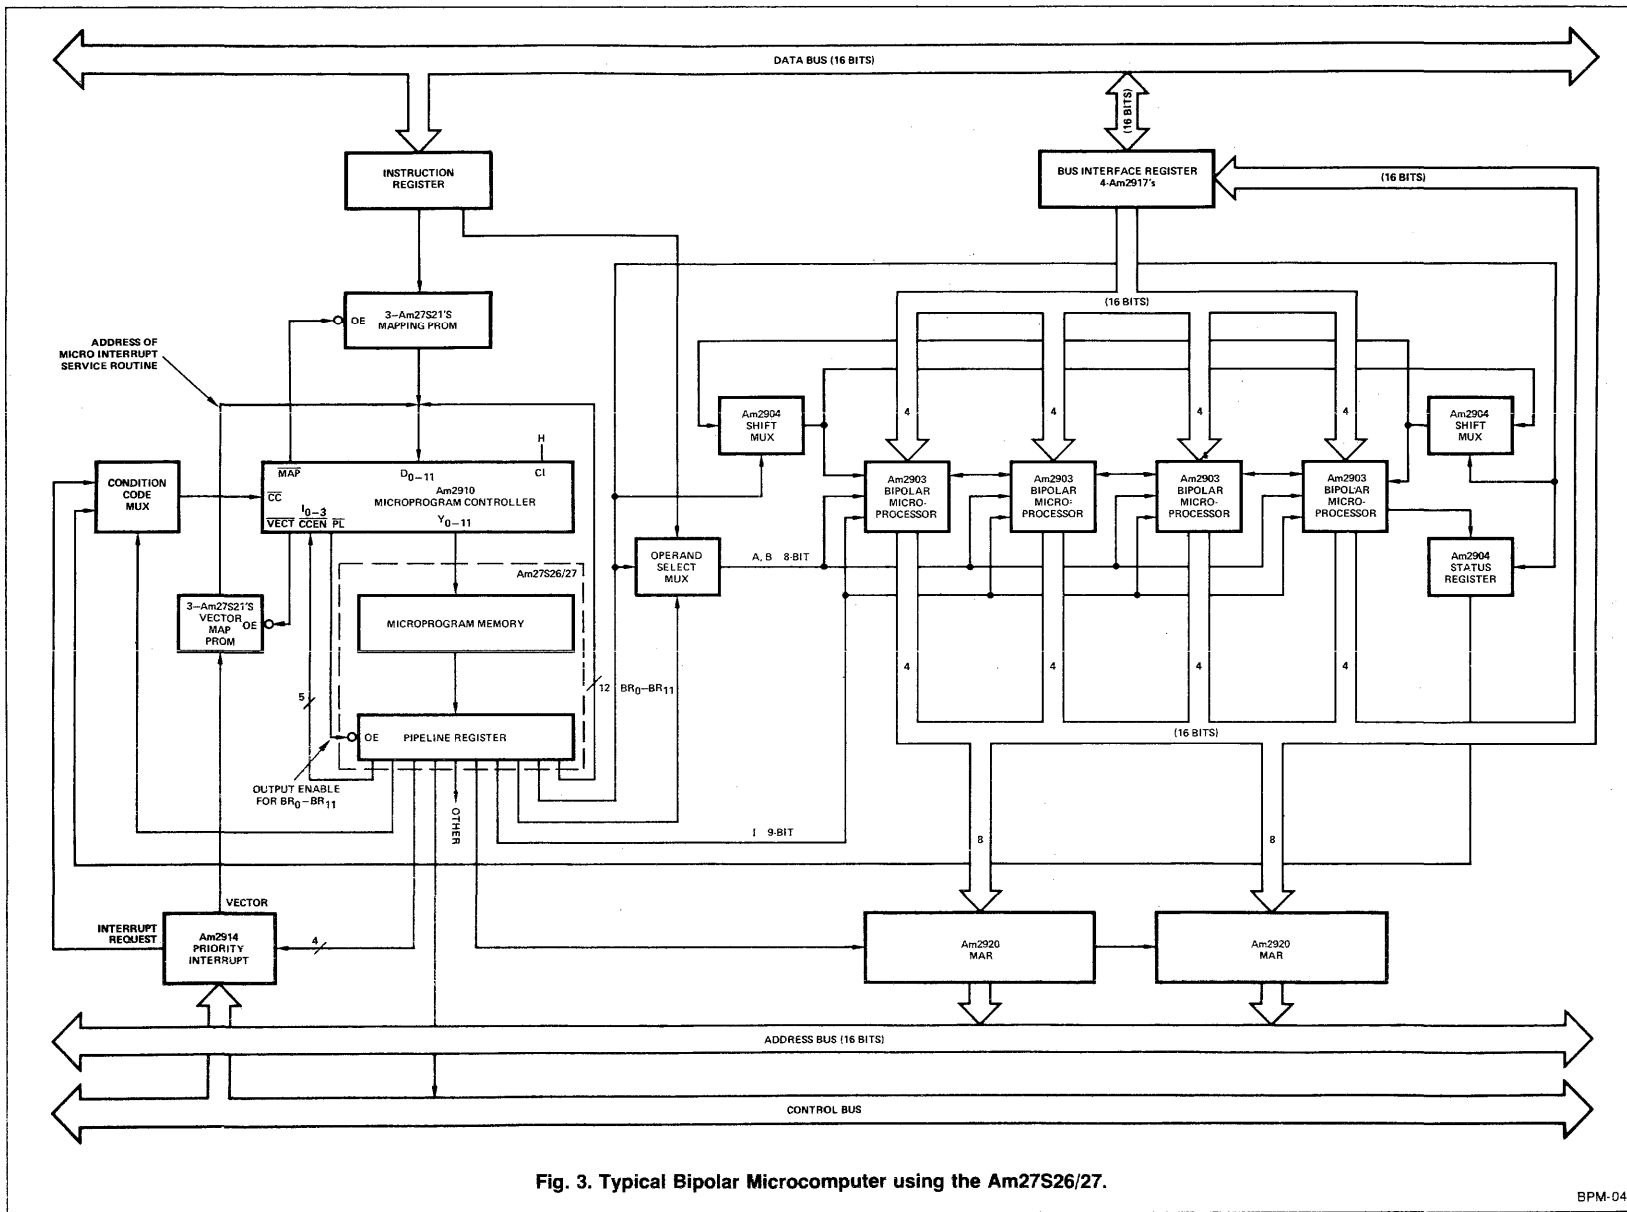 DATA BUS (16 BITS)
(16 BITS)
INSTRUCTION
REGISTER
BUS INTERFACE REGISTER
4-Am2917's
(16 BITS)
(16 BITS)
3–Am27S21'S
MAPPING PROM
OE
ADDRESS OF
MICRO INTERRUPT
SERVICE ROUTINE
Am2904
SHIFT
MUX
4
4
4
4
Am2904
SHIFT
MUX
H
MAP
D0–11
CI
Am2910
MICROPROGRAM CONTROLLER
CC
I0–3
VECT CCEN PL
Y0–11
CONDITION
CODE
MUX
Am2903
BIPOLAR
MICRO-
PROCESSOR
Am2903
BIPOLAR
MICRO-
PROCESSOR
Am2903
BIPOLAR
MICRO-
PROCESSOR
Am2903
BIPOLAR
MICRO-
PROCESSOR
OPERAND
SELECT
MUX
A, B 8-BIT
Am2904
STATUS
REGISTER
Am27S26/27
3–Am27S21'S
VECTOR
MAP
PROM
OE
MICROPROGRAM MEMORY
5
12 BR0–BR11
4
4
4
4
OE
PIPELINE REGISTER
(16 BITS)
OUTPUT ENABLE
FOR BR0–BR11
OTHER
I 9-BIT
8
8
VECTOR
INTERRUPT
REQUEST
Am2914
PRIORITY
INTERRUPT
4
Am2920
MAR
Am2920
MAR
ADDRESS BUS (16 BITS)
CONTROL BUS
Fig. 3. Typical Bipolar Microcomputer using the Am27S26/27.
BPM-04